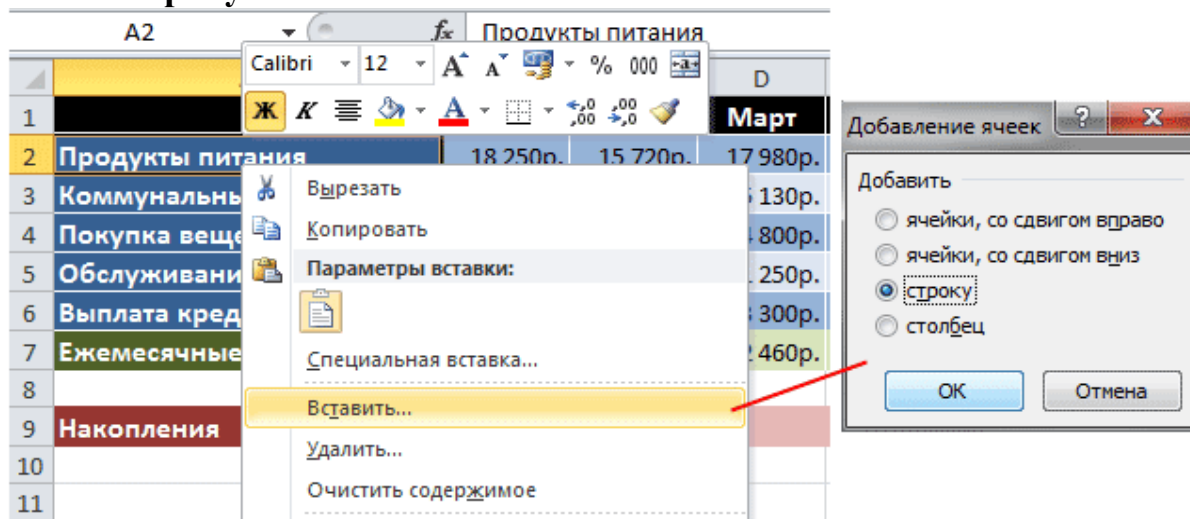 A2 fx Продукты питания
Calibri 12 A A % 000
Ж К А ,00 ,0
D
1 Март
2 Продукты питания 18 250р. 15 720р. 17 980р.
3 Коммунальны 130р.
4 Покупка веще 800р.
5 Обслуживани 250р.
6 Выплата кред 300р.
7 Ежемесячные 460р.
8
9 Накопления
10
11
Вырезать
Копировать
Параметры вставки:
Специальная вставка...
Вставить...
Удалить...
Очистить содержимое
Добавление ячеек ? X
Добавить
ячейки, со сдвигом вправо
ячейки, со сдвигом вниз
строку
столбец
ОК Отмена